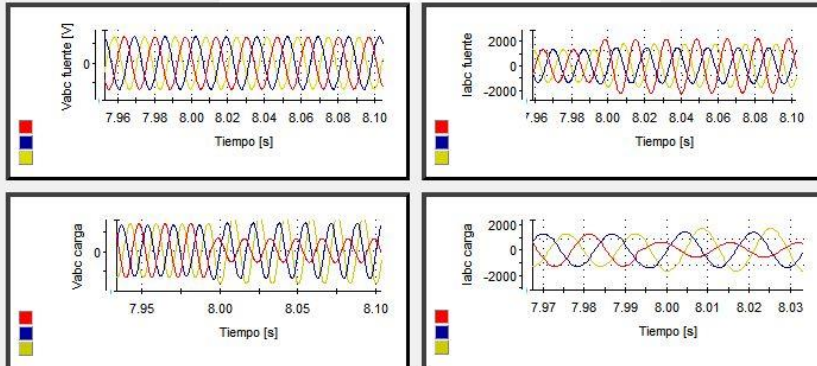 Vabc fuente [V]
0
7.96 7.98 8.00 8.02 8.04 8.06 8.08 8.10
Tiempo [s]
Iabc fuente
2000
0
-2000
7.96 7.98 8.00 8.02 8.04 8.06 8.08 8.10
Tiempo [s]
Vabc carga
0
7.95 8.00 8.05 8.10
Tiempo [s]
Iabc carga
2000
0
-2000
7.97 7.98 7.99 8.00 8.01 8.02 8.03
Tiempo [s]